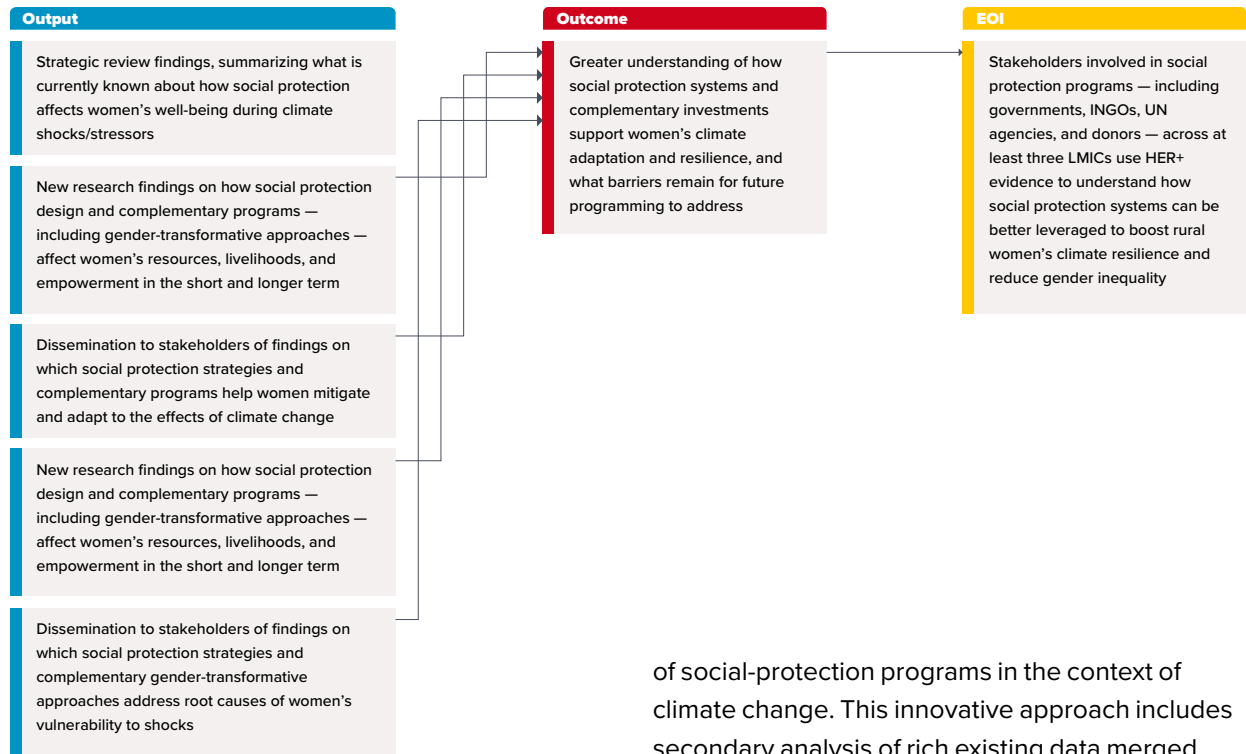 Output
Strategic review findings, summarizing what is
currently known about how social protection
affects women’s well-being during climate
shocks/stressors
New research findings on how social protection
design and complementary programs —
including gender-transformative approaches —
affect women’s resources, livelihoods, and
empowerment in the short and longer term
Dissemination to stakeholders of findings on
which social protection strategies and
complementary programs help women mitigate
and adapt to the effects of climate change
New research findings on how social protection
design and complementary programs —
including gender-transformative approaches —
affect women’s resources, livelihoods, and
empowerment in the short and longer term
Dissemination to stakeholders of findings on
which social protection strategies and
complementary gender-transformative
approaches address root causes of women’s
vulnerability to shocks
Outcome
Greater understanding of how
social protection systems and
complementary investments
support women’s climate
adaptation and resilience, and
what barriers remain for future
programming to address
EOI
Stakeholders involved in social
protection programs — including
governments, INGOs, UN
agencies, and donors — across at
least three LMICs use HER+
evidence to understand how
social protection systems can be
better leveraged to boost rural
women’s climate resilience and
reduce gender inequality
of social-protection programs in the context of
climate change. This innovative approach includes
secondary analysis of rich existing data merged